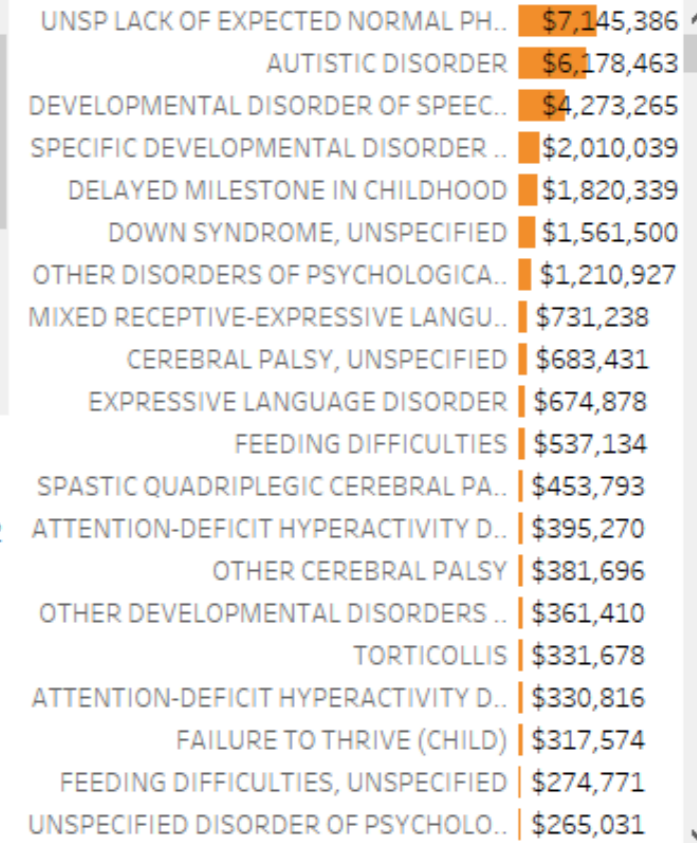 UNSP LACK OF EXPECTED NORMAL PH.. $7,145,386
AUTISTIC DISORDER $6,178,463
DEVELOPMENTAL DISORDER OF SPEEC.. $4,273,265
SPECIFIC DEVELOPMENTAL DISORDER .. $2,010,039
DELAYED MILESTONE IN CHILDHOOD $1,820,339
DOWN SYNDROME, UNSPECIFIED $1,561,500
OTHER DISORDERS OF PSYCHOLOGICA.. $1,210,927
MIXED RECEPTIVE-EXPRESSIVE LANGU.. $731,238
CEREBRAL PALSY, UNSPECIFIED $683,431
EXPRESSIVE LANGUAGE DISORDER $674,878
FEEDING DIFFICULTIES $537,134
SPASTIC QUADRIPLEGIC CEREBRAL PA.. $453,793
ATTENTION-DEFICIT HYPERACTIVITY D.. $395,270
OTHER CEREBRAL PALSY $381,696
OTHER DEVELOPMENTAL DISORDERS .. $361,410
TORTICOLLIS $331,678
ATTENTION-DEFICIT HYPERACTIVITY D.. $330,816
FAILURE TO THRIVE (CHILD) $317,574
FEEDING DIFFICULTIES, UNSPECIFIED $274,771
UNSPECIFIED DISORDER OF PSYCHOLO.. $265,031